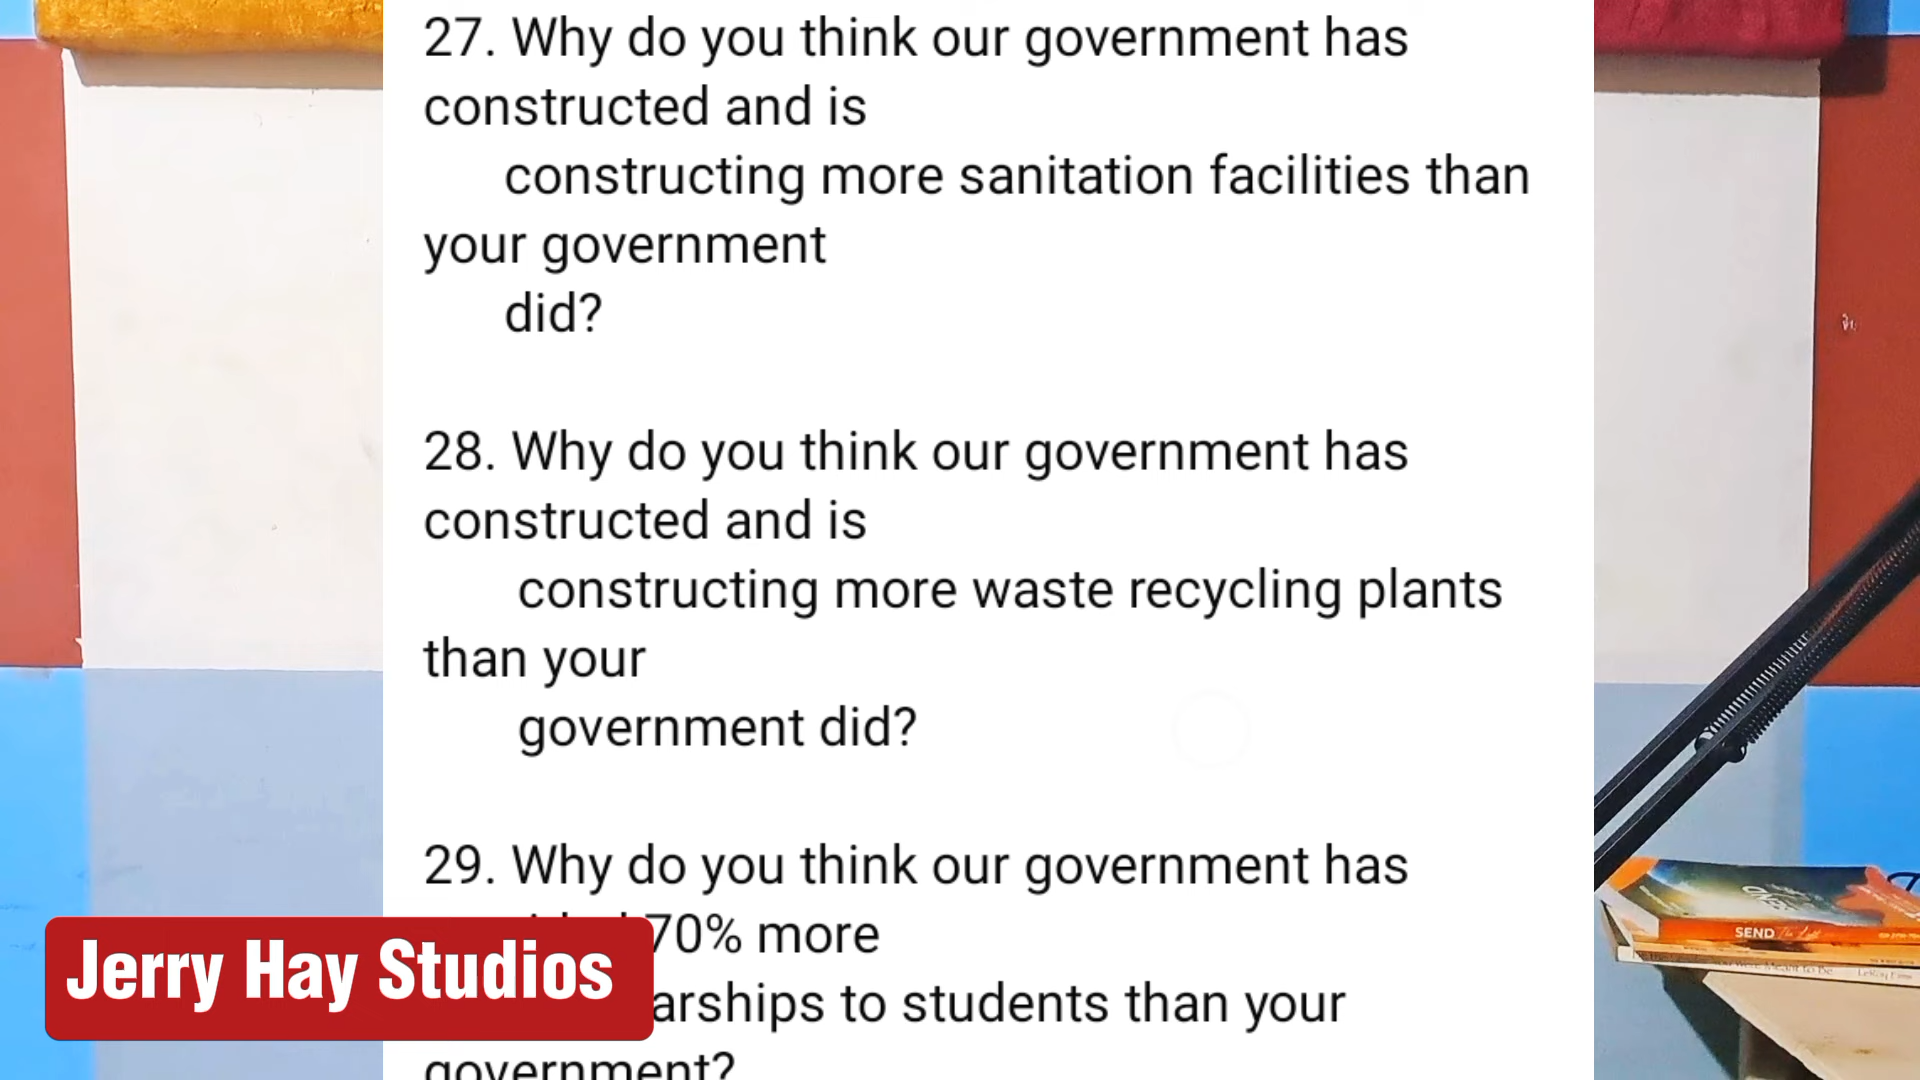 27. Why do you think our government has
constructed and is
constructing more sanitation facilities than
your government
did?
28. Why do you think our government has
constructed and is
constructing more waste recycling plants
than your
government did?
29. Why do you think our government has
70% more
arships to students than your
government?
Jerry Hay Studios
SEND